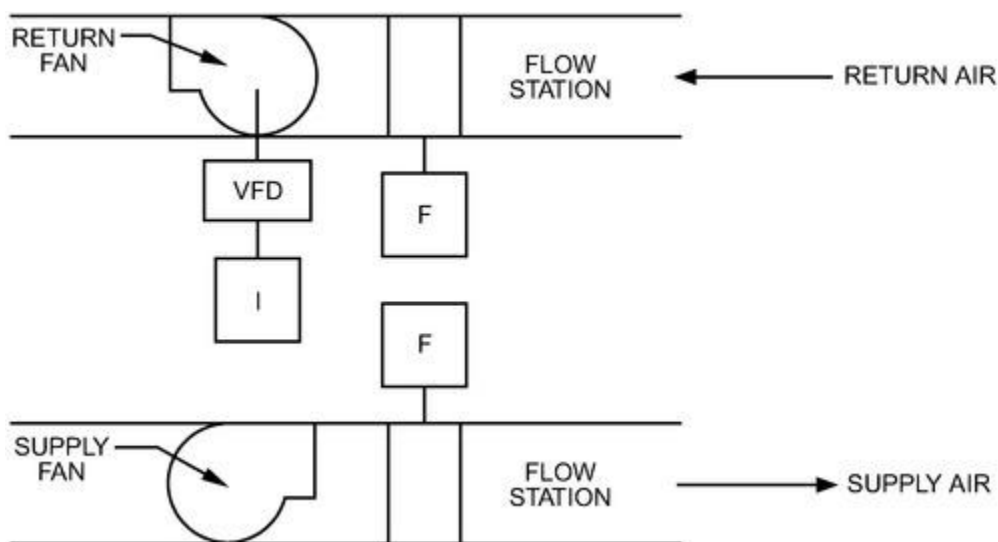 RETURN
FAN
FLOW
STATION
RETURN AIR
VFD
F
I
F
SUPPLY
FAN
FLOW
STATION
SUPPLY AIR